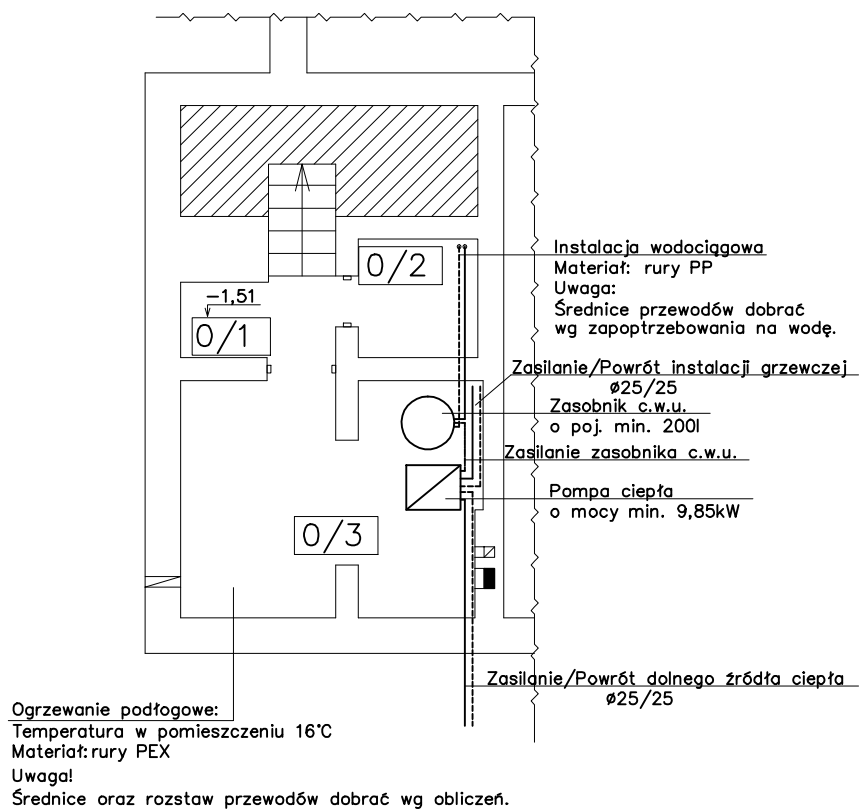 Instalacja wodociągowa
Materiał: rury PP
Uwaga:
Średnice przewodów dobrać
wg zapoptrzebowania na wodę.
0/2
-1,51
0/1
Zasilanie/Powrót instalacji grzewczej
ø25/25
Zasobnik c.w.u.
o poj. min. 200l
Zasilanie zasobnika c.w.u.
Pompa ciepła
o mocy min. 9,85kW
0/3
Zasilanie/Powrót dolnego źródła ciepła
ø25/25
Ogrzewanie podłogowe:
Temperatura w pomieszczeniu 16°C
Materiał:rury PEX
Uwaga!
Średnice oraz rozstaw przewodów dobrać wg obliczeń.